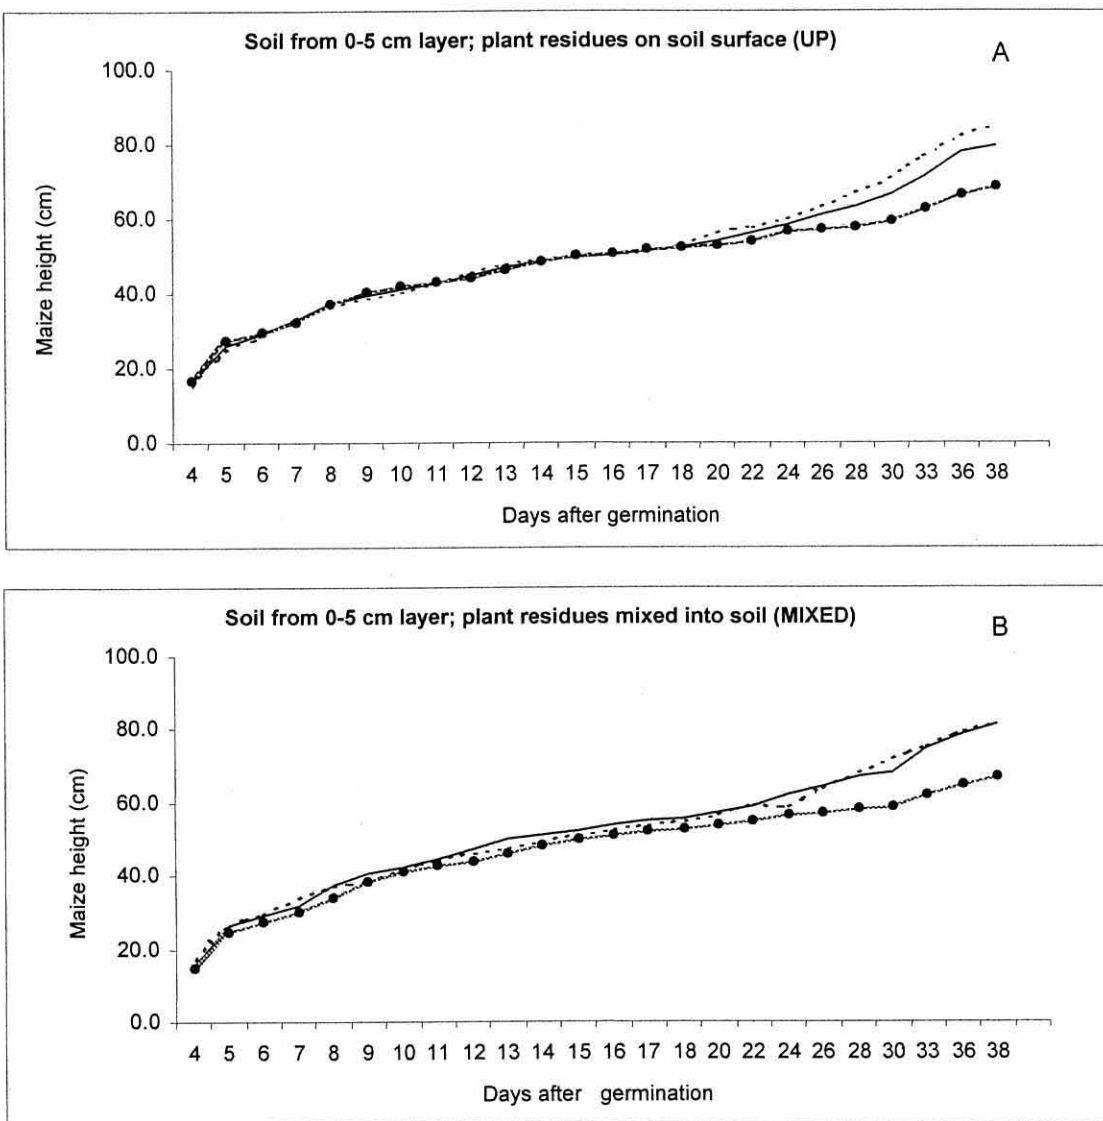 Soil from 0-5 cm layer; plant residues on soil surface (UP)
A
100.0
80.0
60.0
40.0
20.0
0.0
Maize height (cm)
4 5 6 7 8 9 10 11 12 13 14 15 16 17 18 20 22 24 26 28 30 33 36 38
Days after germination
Soil from 0-5 cm layer; plant residues mixed into soil (MIXED)
B
100.0
80.0
60.0
40.0
20.0
0.0
Maize height (cm)
4 5 6 7 8 9 10 11 12 13 14 15 16 17 18 20 22 24 26 28 30 33 36 38
Days after germination